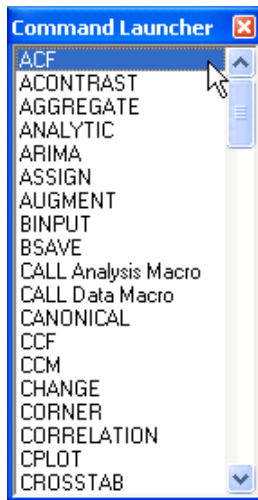 Command Launcher
ACF
ACONTRAST
AGGREGATE
ANALYTIC
ARIMA
ASSIGN
AUGMENT
BINPUT
BSAVE
CALL Analysis Macro
CALL Data Macro
CANONICAL
CCF
CCM
CHANGE
CORNER
CORRELATION
CPLOT
CROSSTAB